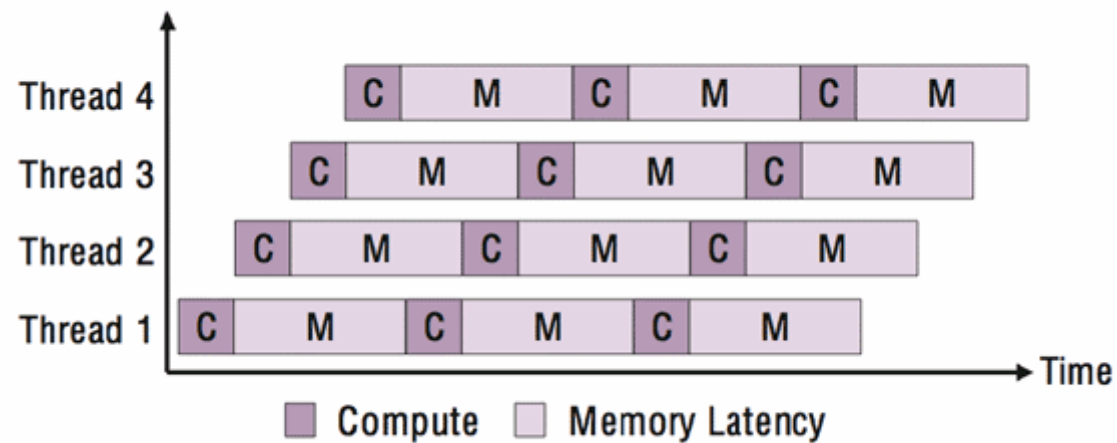 Thread 4 C M C M C M
Thread 3 C M C M C M
Thread 2 C M C M C M
Thread 1 C M C M C M
Time
Compute Memory Latency